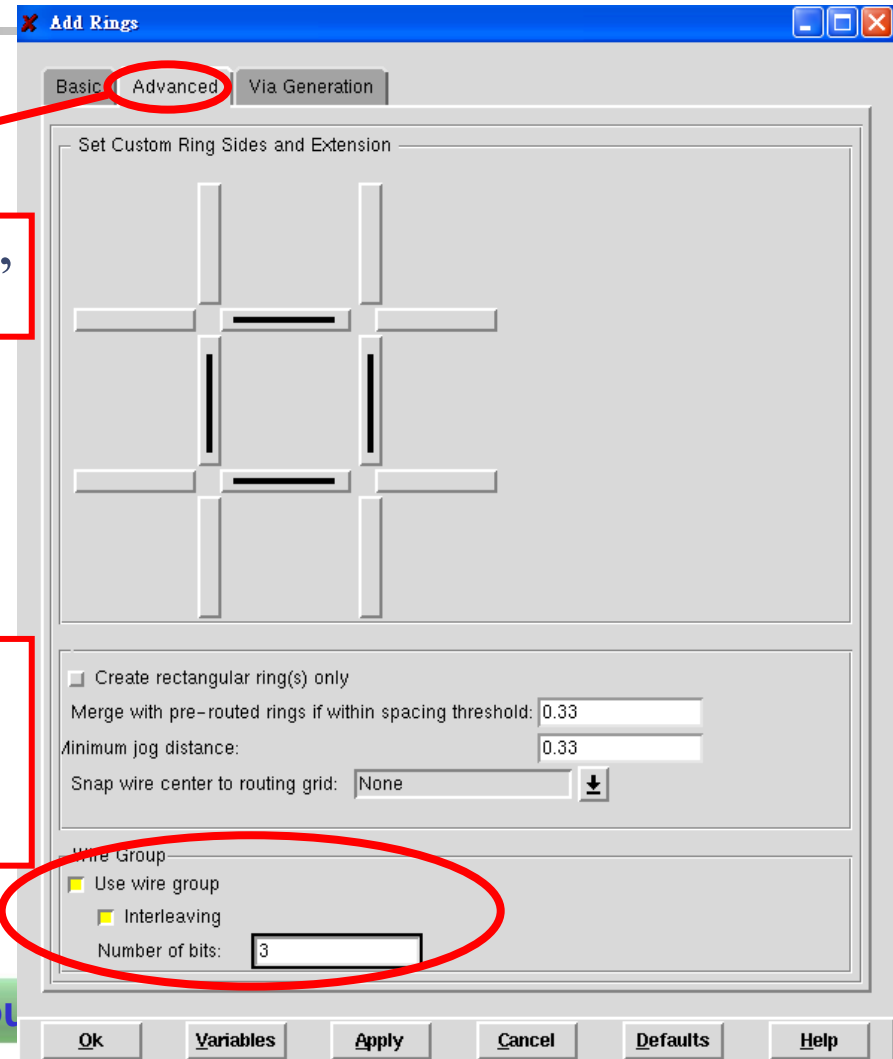 Add Rings
Basic Advanced Via Generation
Set Custom Ring Sides and Extension
”
Create rectangular ring(s) only
Merge with pre-routed rings if within spacing threshold: 0.33
Minimum jog distance: 0.33
Snap wire center to routing grid: None
Wire Group
Use wire group
Interleaving
Number of bits: 3
Ok Variables Apply Cancel Defaults Help